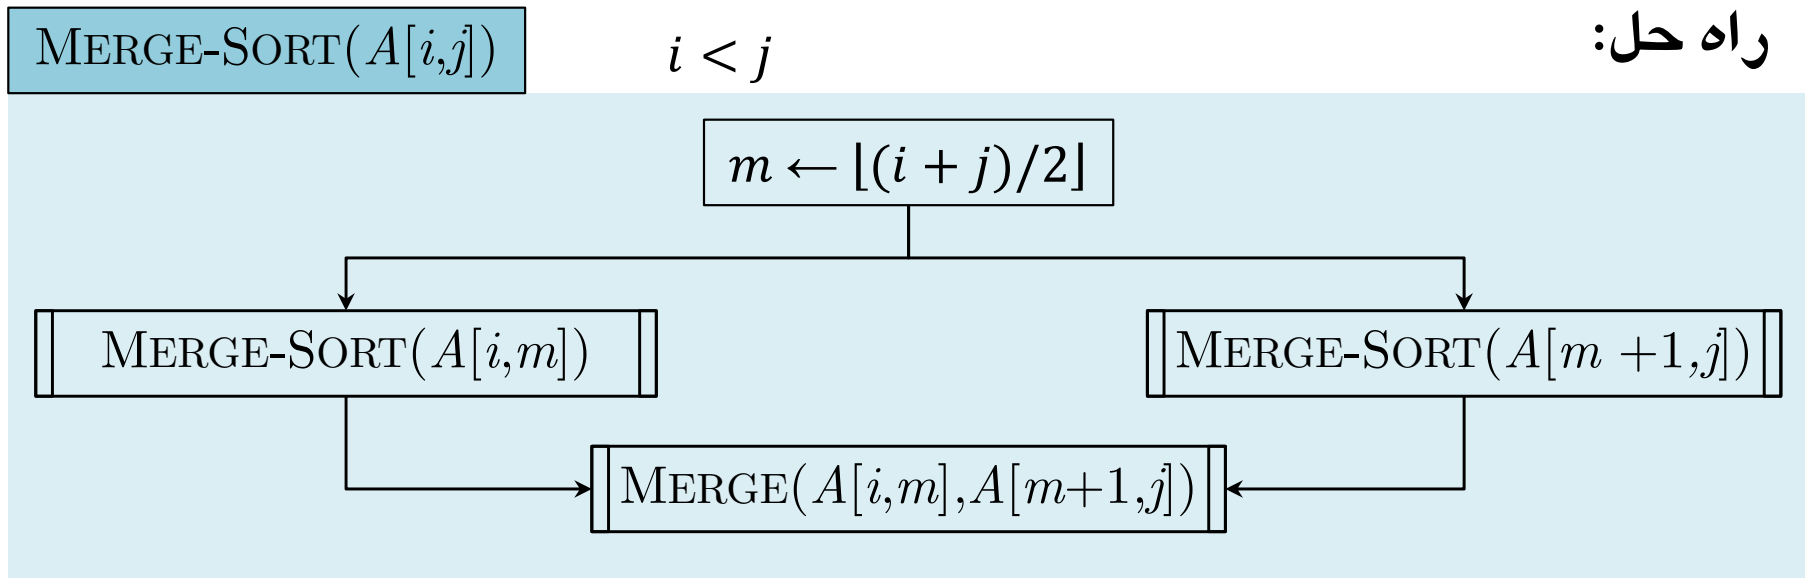 راه حل:
MERGE-SORT(A[i,j])
i < j
m ← ⌊(i + j)/2⌋
MERGE-SORT(A[i,m])
MERGE-SORT(A[m +1,j])
MERGE(A[i,m],A[m+1,j])